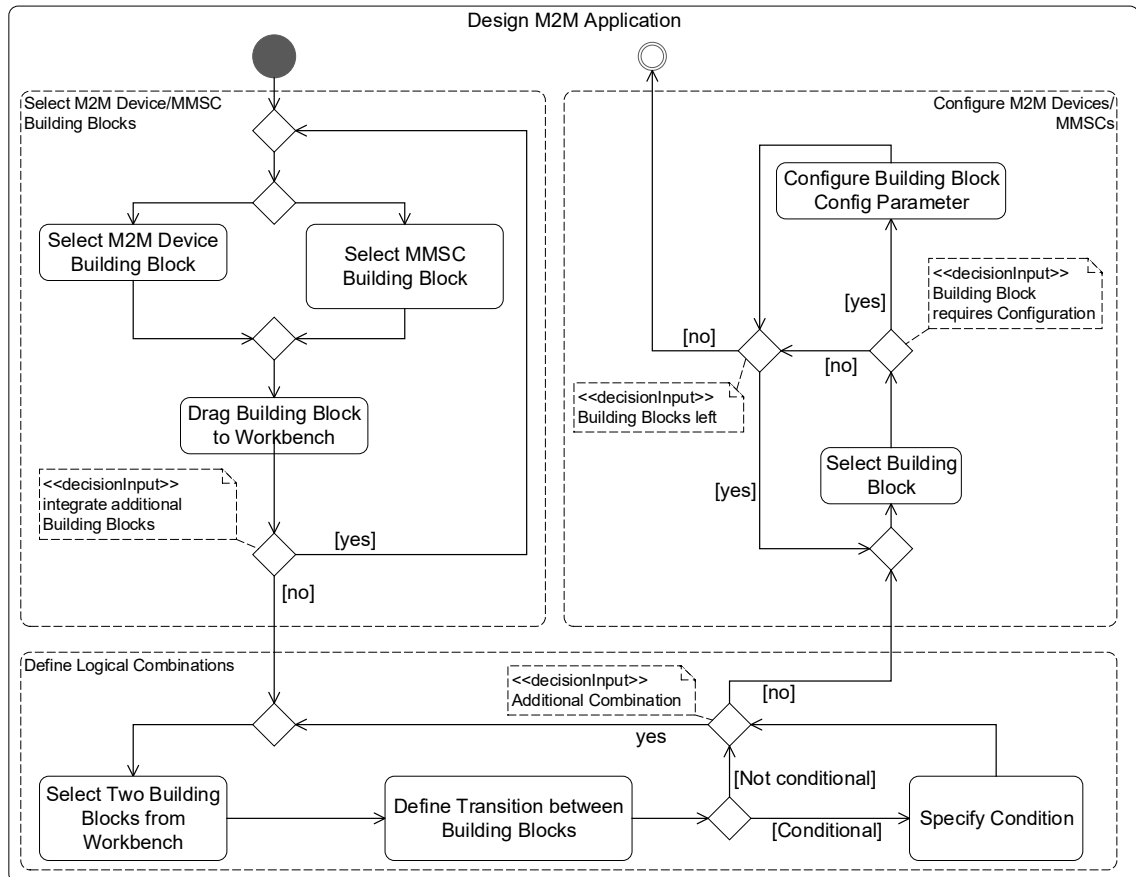 Design M2M Application
Select M2M Device/MMSC
Building Blocks
Select M2M Device
Building Block
Select MMSC
Building Block
Drag Building Block
to Workbench
<<decisionInput>>
integrate additional
Building Blocks
[yes]
[no]
Configure M2M Devices/
MMSCs
Configure Building Block
Config Parameter
<<decisionInput>>
Building Block
requires Configuration
[yes]
[no]
[no]
<<decisionInput>>
Building Blocks left
Select Building
Block
[yes]
Define Logical Combinations
<<decisionInput>>
Additional Combination
[no]
yes
[Not conditional]
Select Two Building
Blocks from
Workbench
Define Transition between
Building Blocks
[Conditional]
Specify Condition